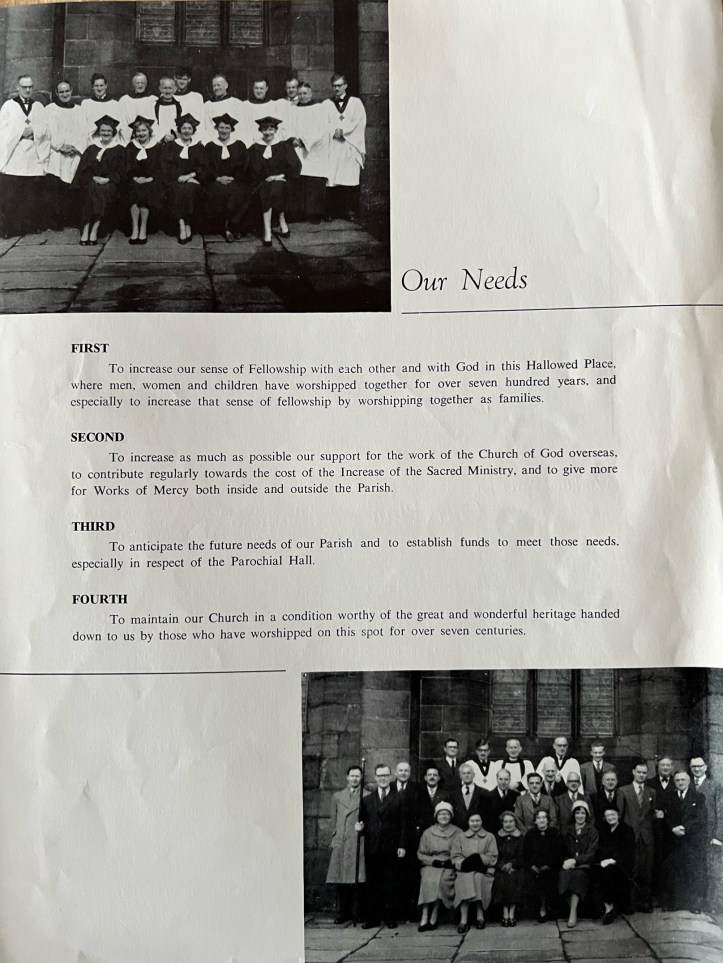 Our Needs
FIRST
To increase our sense of Fellowship with each other and with God in this Hallowed Place,
where men, women and children have worshipped together for over seven hundred years, and
especially to increase that sense of fellowship by worshipping together as families.
SECOND
To increase as much as possible our support for the work of the Church of God overseas,
to contribute regularly towards the cost of the Increase of the Sacred Ministry, and to give more
for Works of Mercy both inside and outside the Parish.
THIRD
To anticipate the future needs of our Parish and to establish funds to meet those needs,
especially in respect of the Parochial Hall.
FOURTH
To maintain our Church in a condition worthy of the great and wonderful heritage handed
down to us by those who have worshipped on this spot for over seven centuries.